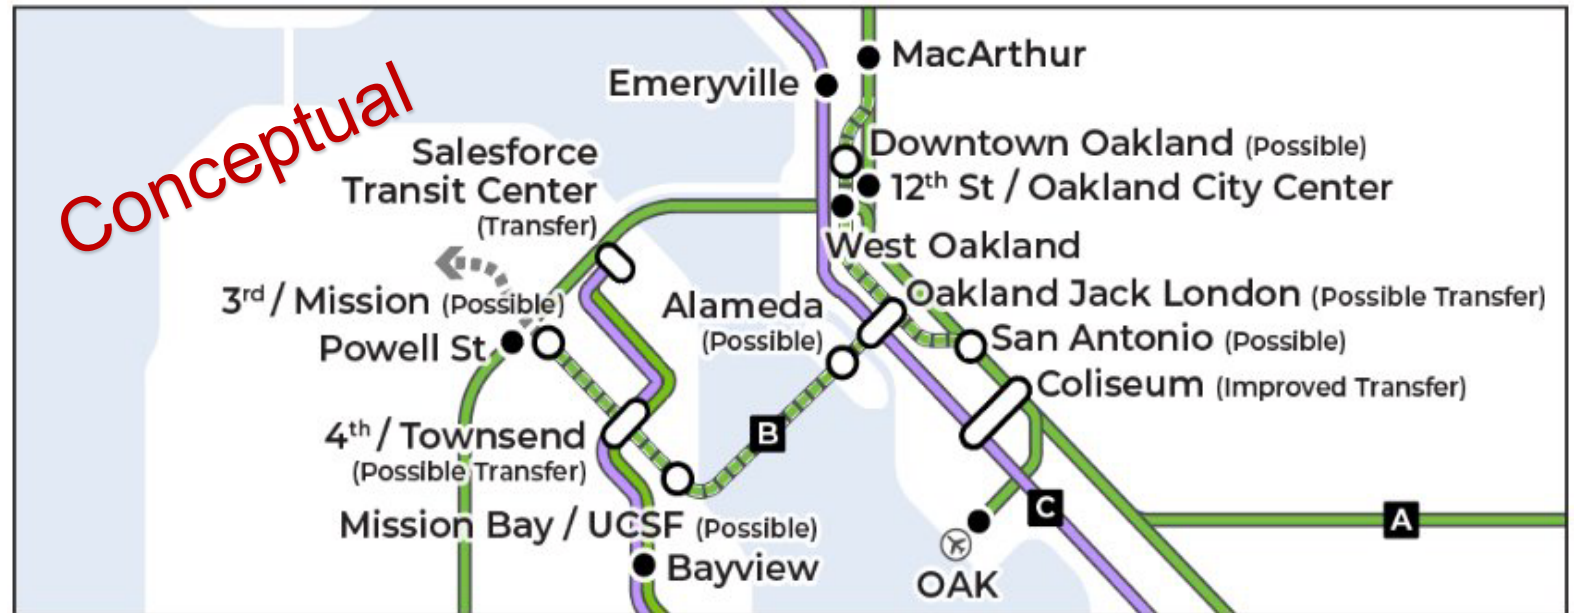 Conceptual
MacArthur
Emeryville
Downtown Oakland (Possible)
Salesforce
Transit Center
(Transfer)
12th St / Oakland City Center
West Oakland
3rd / Mission (Possible)
Alameda
(Possible)
Oakland Jack London (Possible Transfer)
Powell St
San Antonio (Possible)
Coliseum (Improved Transfer)
4th / Townsend
(Possible Transfer)
B
Mission Bay / UCSF (Possible)
C
A
Bayview
OAK